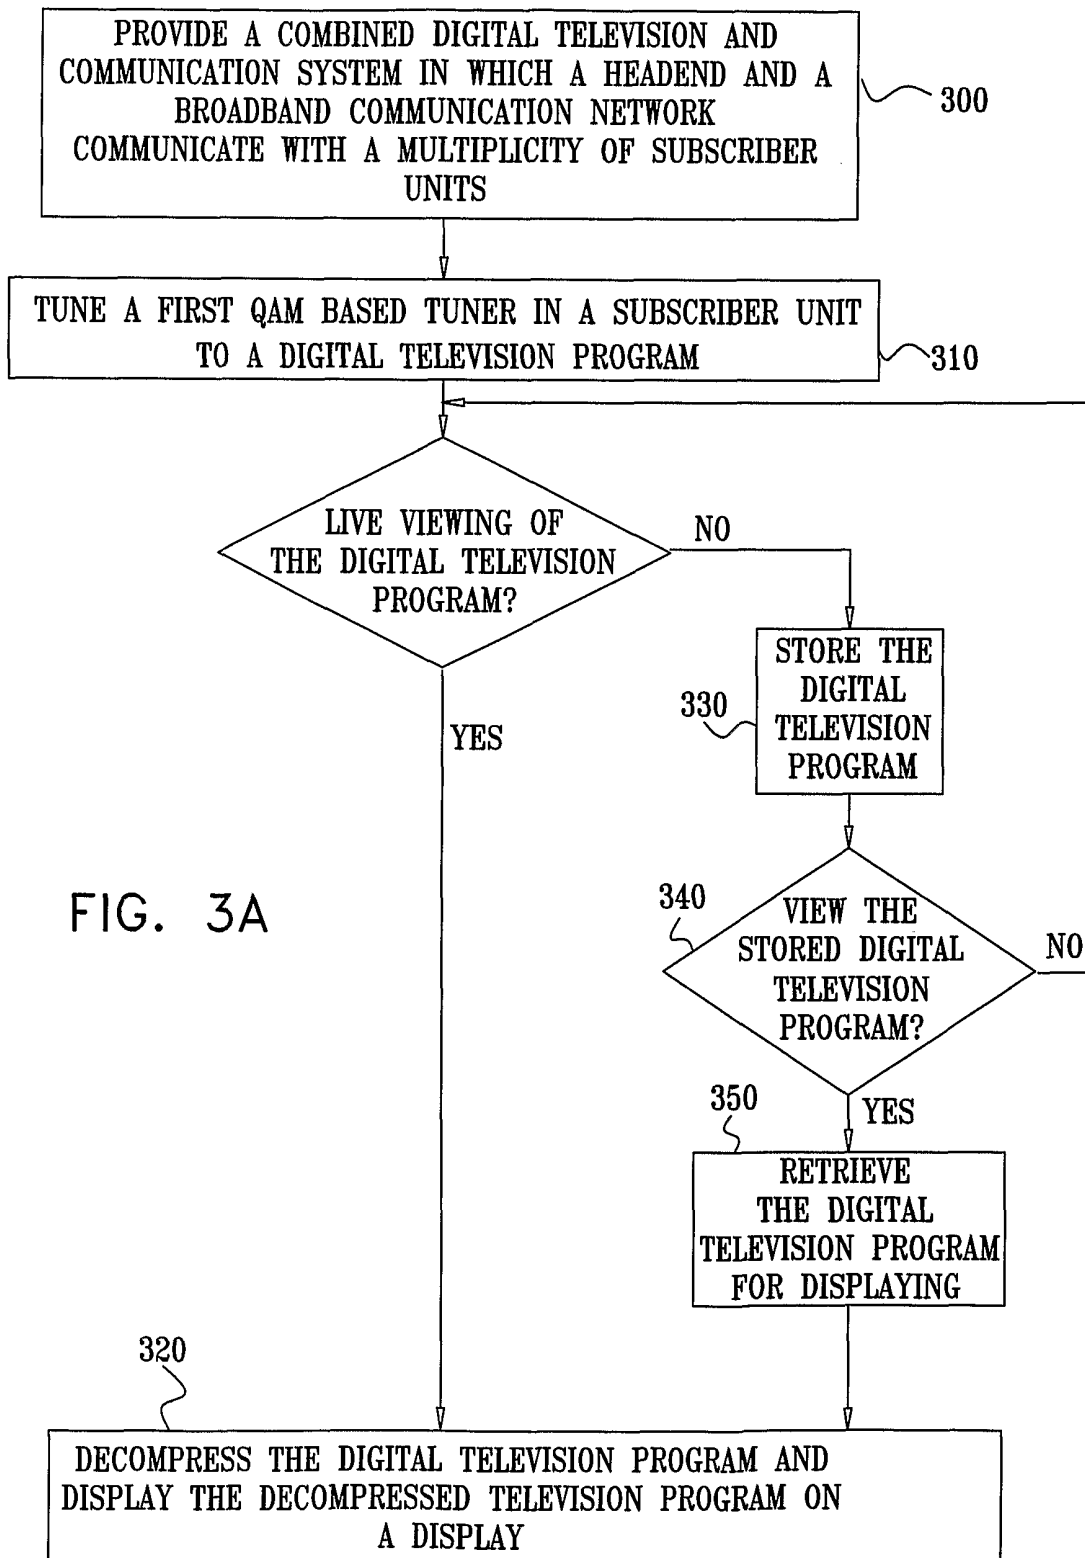 PROVIDE A COMBINED DIGITAL TELEVISION AND
COMMUNICATION SYSTEM IN WHICH A HEADEND AND A
BROADBAND COMMUNICATION NETWORK
COMMUNICATE WITH A MULTIPLICITY OF SUBSCRIBER
UNITS
300
TUNE A FIRST QAM BASED TUNER IN A SUBSCRIBER UNIT
TO A DIGITAL TELEVISION PROGRAM
310
LIVE VIEWING OF
THE DIGITAL TELEVISION
PROGRAM?
NO
YES
STORE THE
DIGITAL
TELEVISION
PROGRAM
330
FIG. 3A
340
VIEW THE
STORED DIGITAL
TELEVISION
PROGRAM?
NO
YES
350
RETRIEVE
THE DIGITAL
TELEVISION PROGRAM
FOR DISPLAYING
320
DECOMPRESS THE DIGITAL TELEVISION PROGRAM AND
DISPLAY THE DECOMPRESSED TELEVISION PROGRAM ON
A DISPLAY